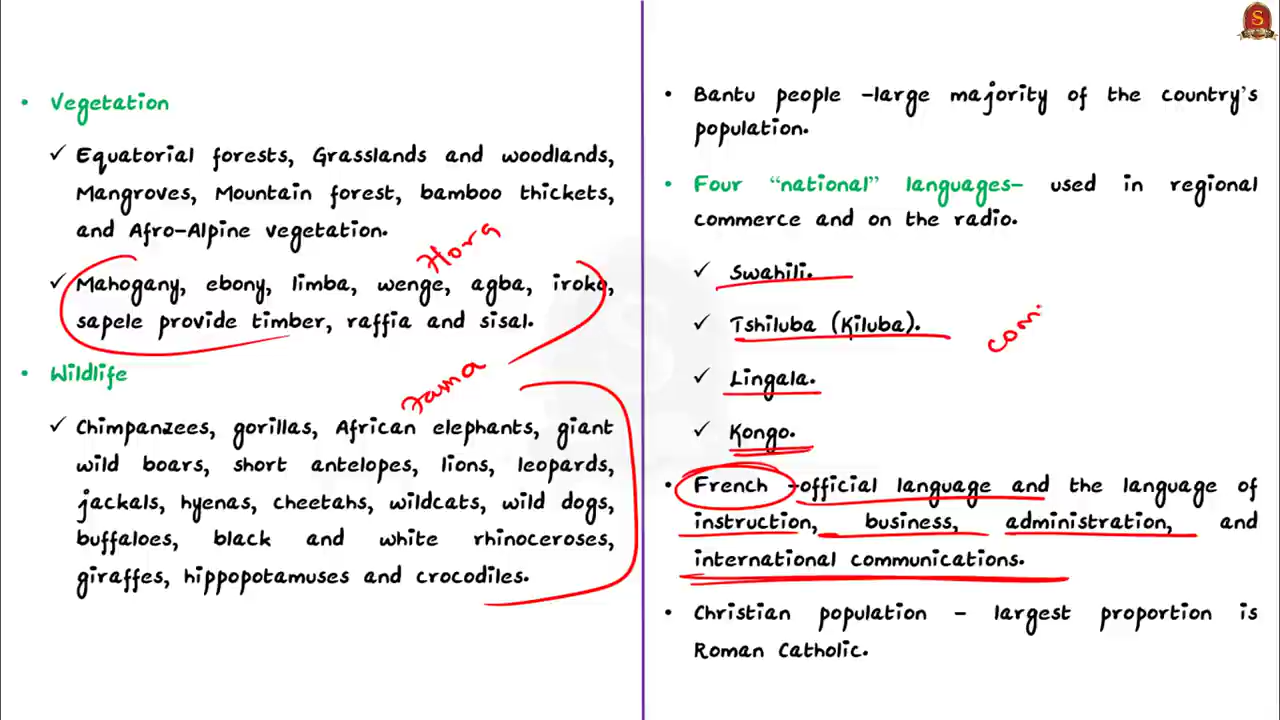 • Vegetation
✓ Equatorial forests, Grasslands and woodlands,
Mangroves, Mountain forest, bamboo thickets,
and Afro-Alpine vegetation.
Flora
✓ Mahogany, ebony, limba, wenge, agba, iroko,
sapele provide timber, raffia and sisal.
• Wildlife
Fauna
✓ Chimpanzees, gorillas, African elephants, giant
wild boars, short antelopes, lions, leopards,
jackals, hyenas, cheetahs, wildcats, wild dogs,
buffaloes, black and white rhinoceroses,
giraffes, hippopotamuses and crocodiles.
S
• Bantu people -large majority of the country's
population.
• Four "national" languages- used in regional
commerce and on the radio.
✓ Swahili.
✓ Tshiluba (Kiluba).
com
✓ Lingala.
✓ Kongo.
• French -official language and the language of
instruction, business, administration, and
international communications.
• Christian population - largest proportion is
Roman Catholic.